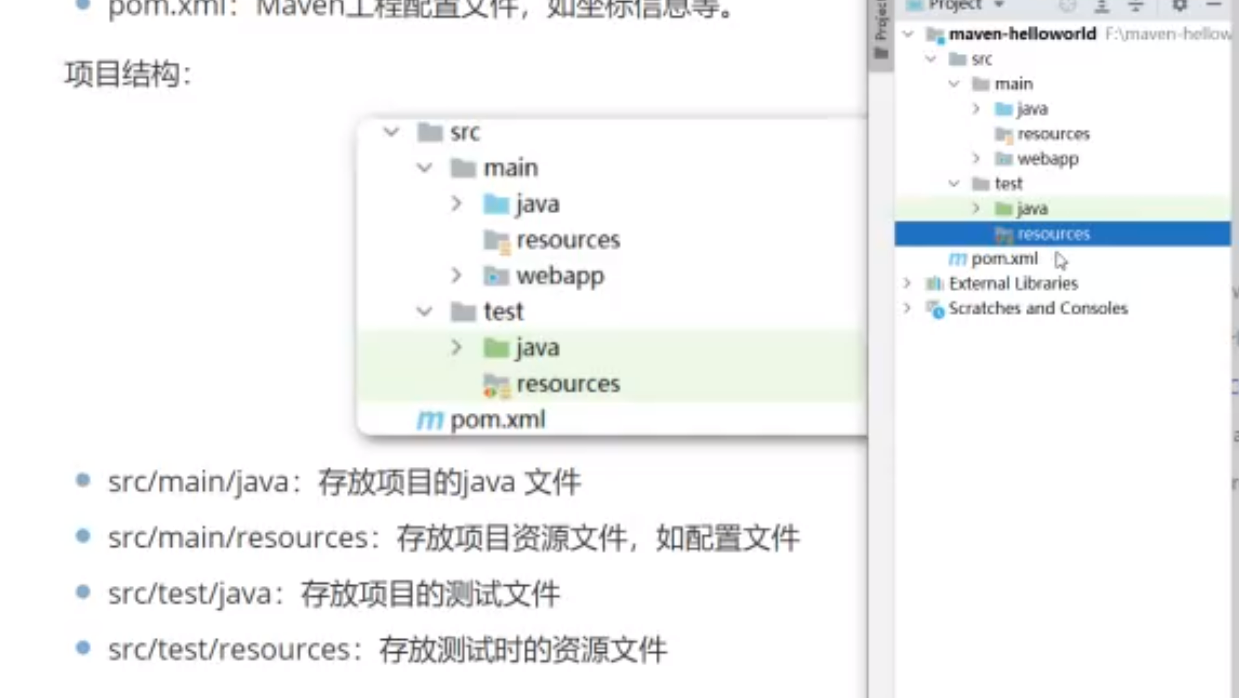 pom.xml：Maven工程配置文件，如坐标信息等。
项目结构：
src
main
java
resources
webapp
test
java
resources
pom.xml
src/main/java：存放项目的java 文件
src/main/resources：存放项目资源文件，如配置文件
src/test/java：存放项目的测试文件
src/test/resources：存放测试时的资源文件
Project
Project
maven-helloworld F:\maven-hellow
src
main
java
resources
webapp
test
java
resources
pom.xml
External Libraries
Scratches and Consoles